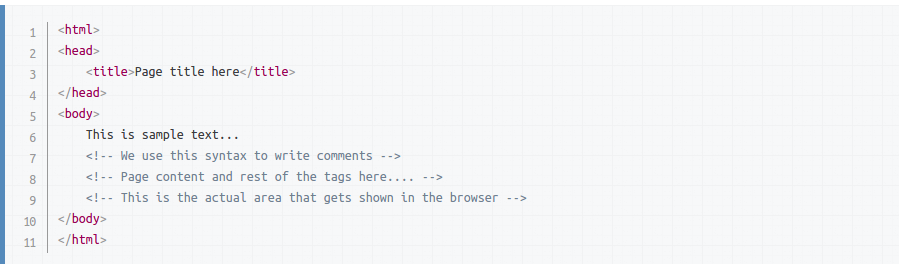 1 <html>
2 <head>
3     <title>Page title here</title>
4 </head>
5 <body>
6     This is sample text...
7     <!-- We use this syntax to write comments -->
8     <!-- Page content and rest of the tags here.... -->
9     <!-- This is the actual area that gets shown in the browser -->
10 </body>
11 </html>